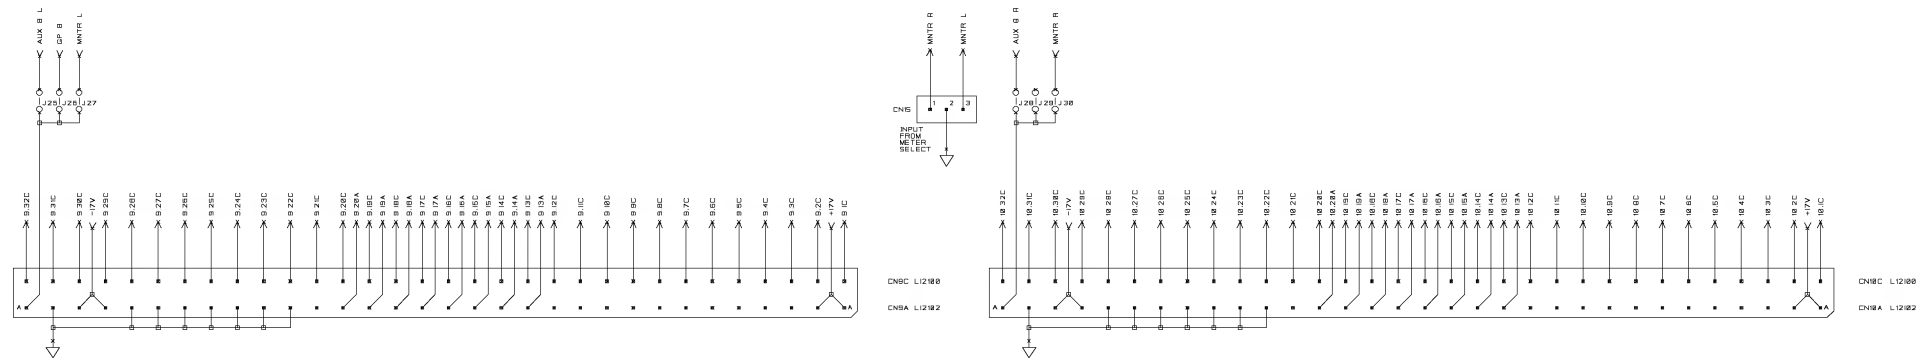 AUX B L
GP B
MNTR L
J25
J26
J27
9.32C
9.31C
9.30C
-17V
9.29C
9.28C
9.27C
9.26C
9.25C
9.24C
9.23C
9.22C
9.21C
9.20C
9.20A
9.19C
9.19A
9.18C
9.18A
9.17C
9.17A
9.16C
9.16A
9.15C
9.15A
9.14C
9.14A
9.13C
9.13A
9.12C
9.11C
9.10C
9.9C
9.8C
9.7C
9.6C
9.5C
9.4C
9.3C
9.2C
+17V
9.1C
A
A
CN9C L12100
CN9A L12102
MNTR R
MNTR L
CN15
1
2
3
INPUT
FROM
METER
SELECT
AUX B R
MNTR R
J28
J29
J30
10.32C
10.31C
10.30C
-17V
10.29C
10.28C
10.27C
10.26C
10.25C
10.24C
10.23C
10.22C
10.21C
10.20C
10.20A
10.19C
10.19A
10.18C
10.18A
10.17C
10.17A
10.16C
10.16A
10.15C
10.15A
10.14C
10.14A
10.13C
10.13A
10.12C
10.11C
10.10C
10.9C
10.8C
10.7C
10.6C
10.5C
10.4C
10.3C
10.2C
+17V
10.1C
A
A
CN10C L12100
CN10A L12102